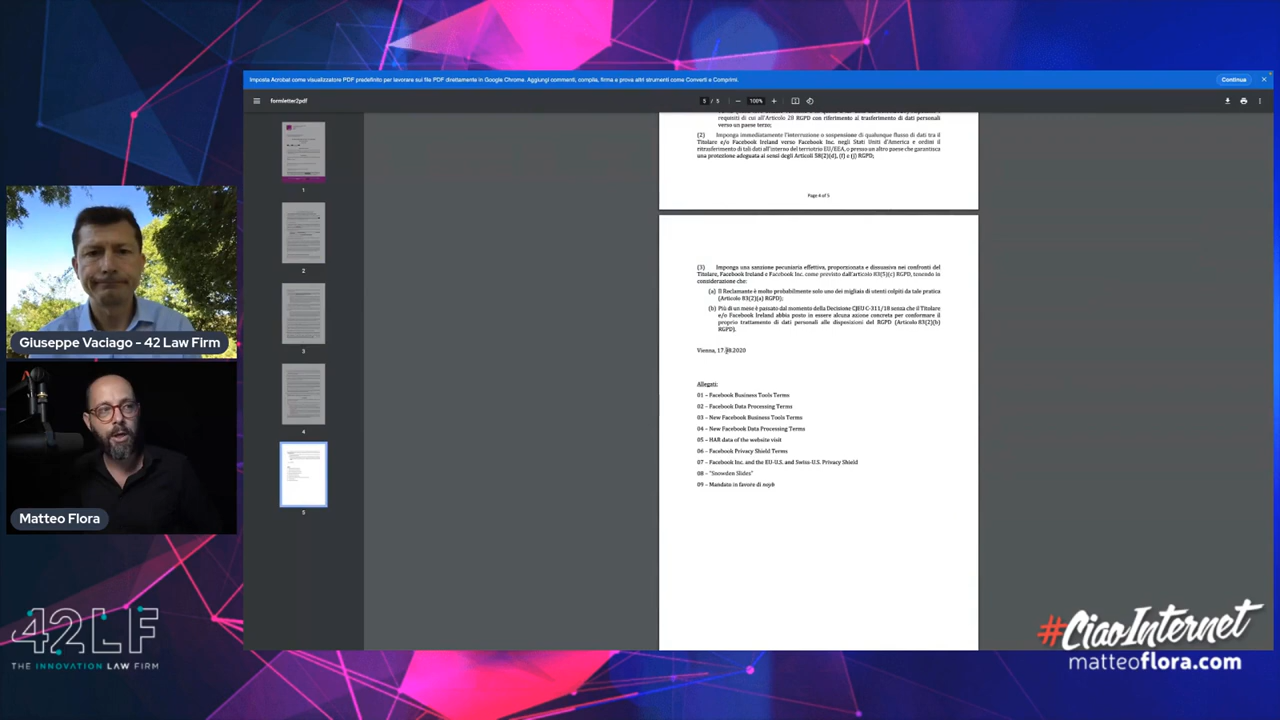 Imposta Acrobat come visualizzatore PDF predefinito per lavorare sui file PDF direttamente in Google Chrome. Aggiungi commenti, compila, firma e prova altri strumenti come Converti e Comprimi.
Continua
formletter2pdf
5 / 5
100%
1
2
3
4
5
requisiti di cui all'Articolo 28 RGPD con riferimento al trasferimento di dati personali
verso un paese terzo;
(2) Imponga immediatamente l'interruzione o sospensione di qualunque flusso di dati tra il
Titolare e/o Facebook Ireland verso Facebook Inc. negli Stati Uniti d'America e ordini il
ritrasferimento di tali dati all'interno del territorio EU/EEA, o presso un altro paese che garantisca
una protezione adeguata ai sensi degli Articoli 58(2)(d), (f) e (j) RGPD;
Page 4 of 5
(3) Imponga una sanzione pecuniaria effettiva, proporzionata e dissuasiva nei confronti del
Titolare, Facebook Ireland e Facebook Inc. come previsto dall'articolo 83(5)(c) RGPD, tenendo in
considerazione che:
(a) Il Reclamante è molto probabilmente solo uno dei migliaia di utenti colpiti da tale pratica
(Articolo 83(2)(a) RGPD);
(b) Più di un mese è passato dal momento della Decisione CJEU C-311/18 senza che il Titolare
e/o Facebook Ireland abbia posto in essere alcuna azione concreta per conformare il
proprio trattamento di dati personali alle disposizioni del RGPD (Articolo 83(2)(b)
RGPD).
Vienna, 17.08.2020
Allegati:
01 – Facebook Business Tools Terms
02 – Facebook Data Processing Terms
03 – New Facebook Business Tools Terms
04 – New Facebook Data Processing Terms
05 – HAR data of the website visit
06 – Facebook Privacy Shield Terms
07 – Facebook Inc. and the EU-U.S. and Swiss-U.S. Privacy Shield
08 – "Snowden Slides"
09 – Mandato in favore di noyb
Giuseppe Vaciago - 42 Law Firm
Matteo Flora
42LF
THE INNOVATION LAW FIRM
#CiaoInternet
matteoflora.com